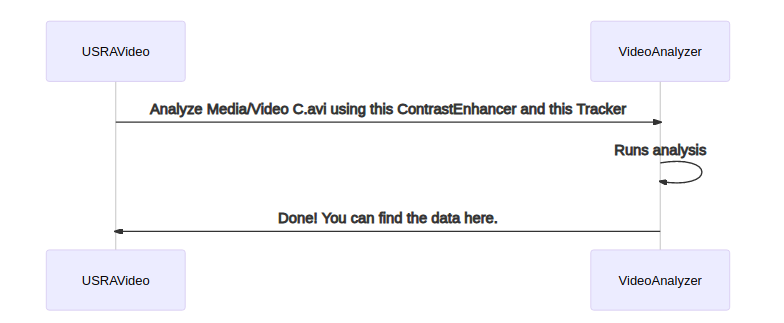 USRAVideo
VideoAnalyzer
Analyze Media/Video C.avi using this ContrastEnhancer and this Tracker
Runs analysis
Done! You can find the data here.
USRAVideo
VideoAnalyzer